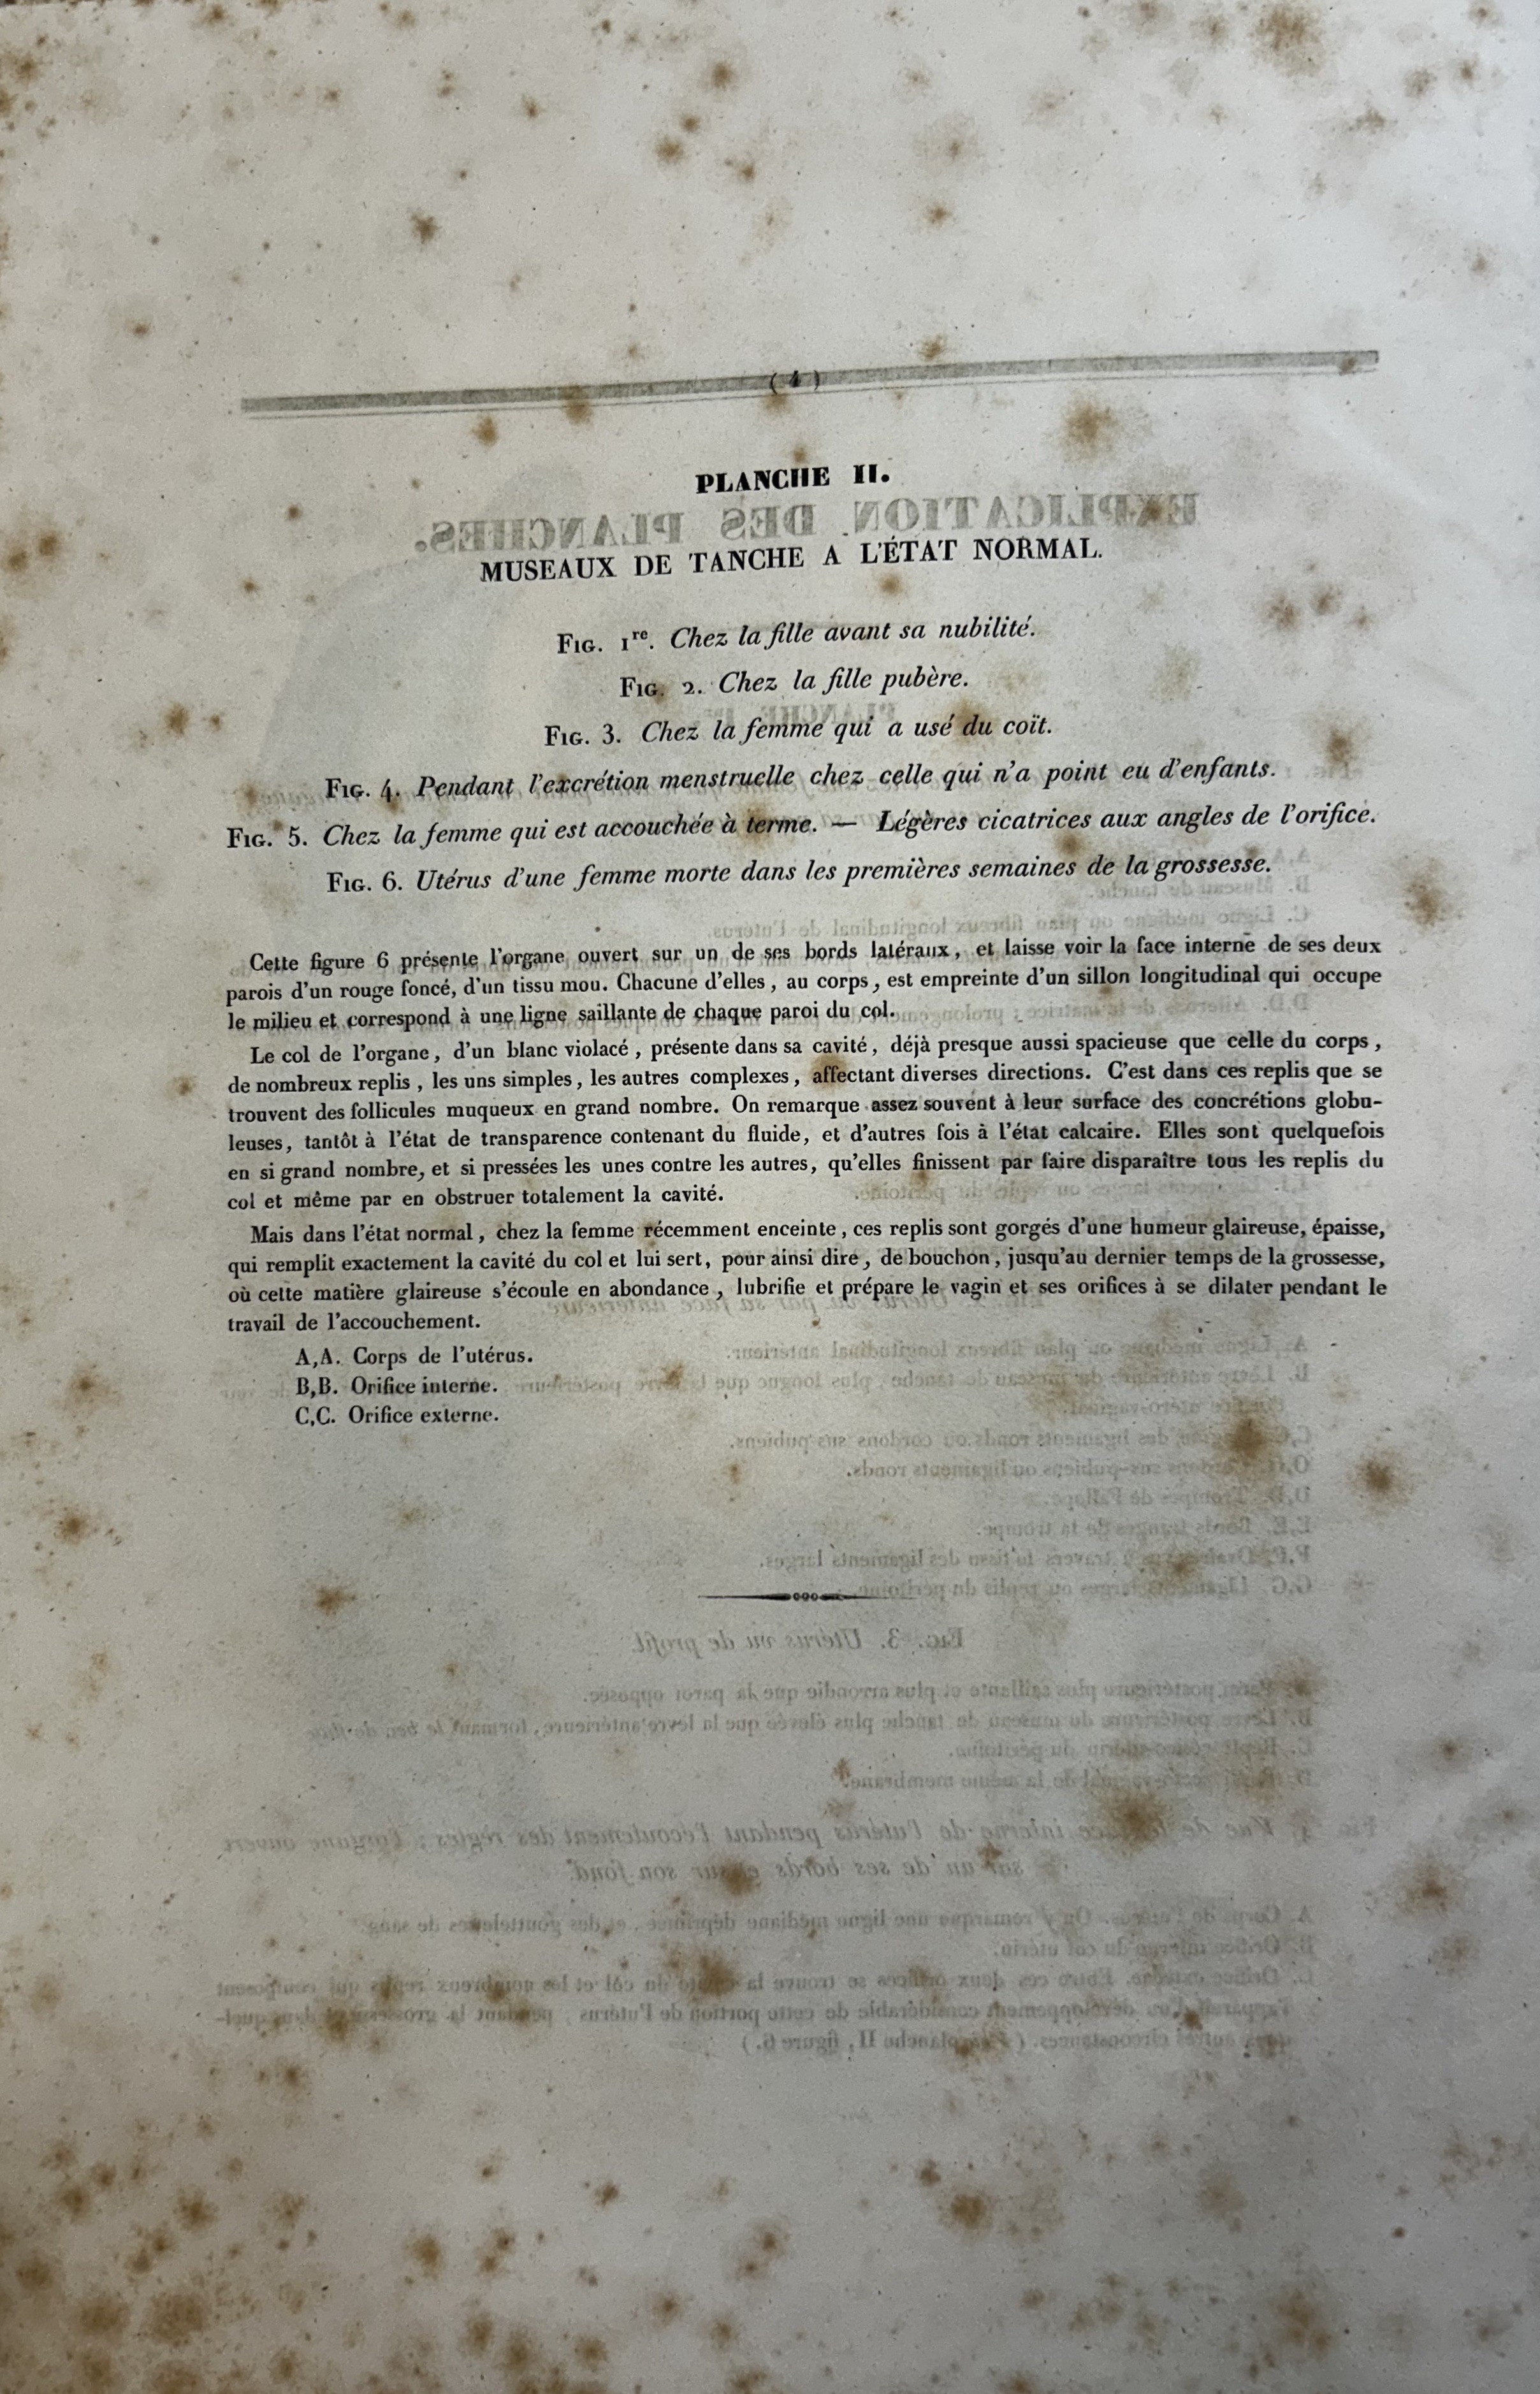 ( 4 )
PLANCHE II.
MUSEAUX DE TANCHE A L'ÉTAT NORMAL.
FIG. 1re. Chez la fille avant sa nubilité.
FIG. 2. Chez la fille pubère.
FIG. 3. Chez la femme qui a usé du coït.
FIG. 4. Pendant l'excrétion menstruelle chez celle qui n'a point eu d'enfants.
FIG. 5. Chez la femme qui est accouchée à terme. — Légères cicatrices aux angles de l'orifice.
FIG. 6. Utérus d'une femme morte dans les premières semaines de la grossesse.
Cette figure 6 présente l'organe ouvert sur un de ses bords latéraux, et laisse voir la face interne de ses deux
parois d'un rouge foncé, d'un tissu mou. Chacune d'elles, au corps, est empreinte d'un sillon longitudinal qui occupe
le milieu et correspond à une ligne saillante de chaque paroi du col.
Le col de l'organe, d'un blanc violacé, présente dans sa cavité, déjà presque aussi spacieuse que celle du corps,
de nombreux replis, les uns simples, les autres complexes, affectant diverses directions. C'est dans ces replis que se
trouvent des follicules muqueux en grand nombre. On remarque assez souvent à leur surface des concrétions globu-
leuses, tantôt à l'état de transparence contenant du fluide, et d'autres fois à l'état calcaire. Elles sont quelquefois
en si grand nombre, et si pressées les unes contre les autres, qu'elles finissent par faire disparaître tous les replis du
col et même par en obstruer totalement la cavité.
Mais dans l'état normal, chez la femme récemment enceinte, ces replis sont gorgés d'une humeur glaireuse, épaisse,
qui remplit exactement la cavité du col et lui sert, pour ainsi dire, de bouchon, jusqu'au dernier temps de la grossesse,
où cette matière glaireuse s'écoule en abondance, lubrifie et prépare le vagin et ses orifices à se dilater pendant le
travail de l'accouchement.
A,A. Corps de l'utérus.
B,B. Orifice interne.
C,C. Orifice externe.